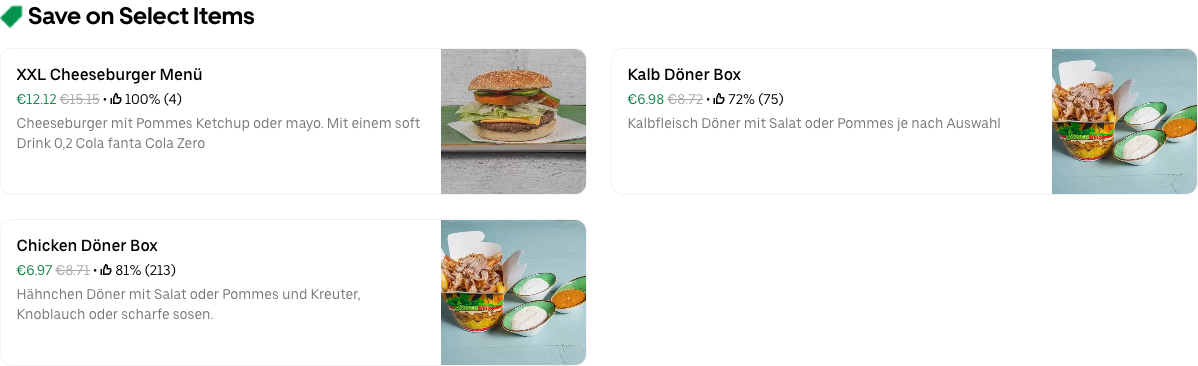 Save on Select Items
XXL Cheeseburger Menü
€12.12 €15.15 • 100% (4)
Cheeseburger mit Pommes Ketchup oder mayo. Mit einem soft
Drink 0,2 Cola fanta Cola Zero
Kalb Döner Box
€6.98 €8.72 • 72% (75)
Kalbfleisch Döner mit Salat oder Pommes je nach Auswahl
Chicken Döner Box
€6.97 €8.71 • 81% (213)
Hähnchen Döner mit Salat oder Pommes und Kreuter,
Knoblauch oder scharfe sosen.